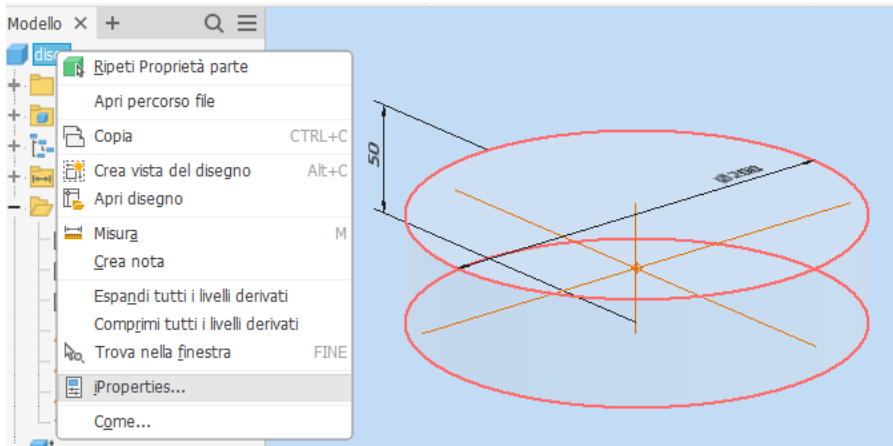 Modello
disc
Ripeti Proprietà parte
Apri percorso file
Copia CTRL+C
Crea vista del disegno Alt+C
Apri disegno
Misura M
Crea nota
Espandi tutti i livelli derivati
Comprimi tutti i livelli derivati
Trova nella finestra FINE
iProperties...
Come...
50
Ø 200